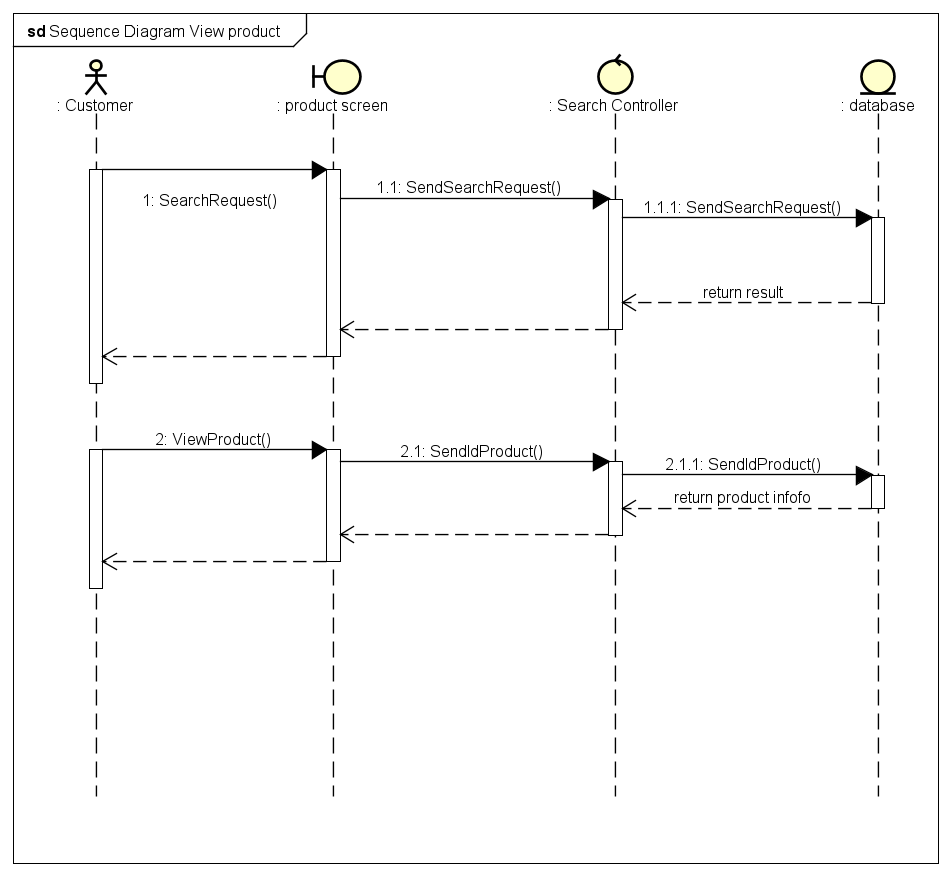 sd Sequence Diagram View product
: Customer
: product screen
: Search Controller
: database
1: SearchRequest()
1.1: SendSearchRequest()
1.1.1: SendSearchRequest()
return result
2: ViewProduct()
2.1: SendIdProduct()
2.1.1: SendIdProduct()
return product infofo